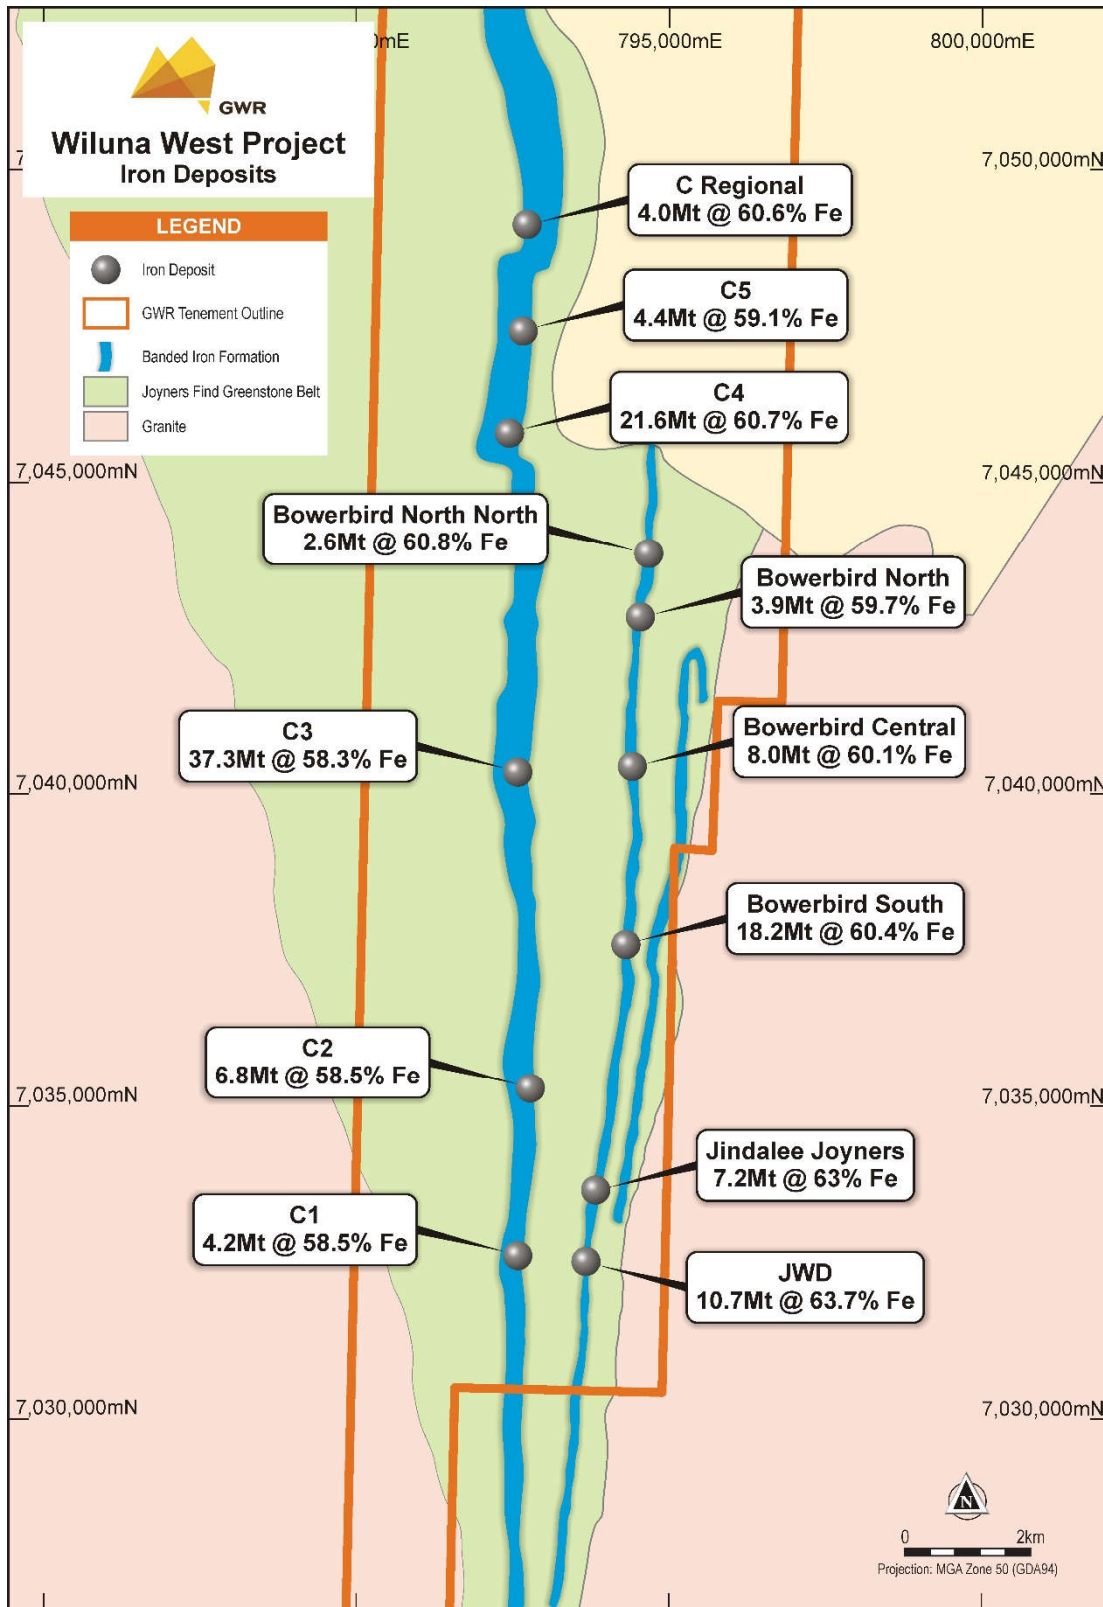 795,000mE
800,000mE
GWR
Wiluna West Project
Iron Deposits
LEGEND
Iron Deposit
GWR Tenement Outline
Banded Iron Formation
Joyners Find Greenstone Belt
Granite
7,050,000mN
C Regional
4.0Mt @ 60.6% Fe
C5
4.4Mt @ 59.1% Fe
C4
21.6Mt @ 60.7% Fe
7,045,000mN
7,045,000mN
Bowerbird North North
2.6Mt @ 60.8% Fe
Bowerbird North
3.9Mt @ 59.7% Fe
C3
37.3Mt @ 58.3% Fe
Bowerbird Central
8.0Mt @ 60.1% Fe
7,040,000mN
7,040,000mN
Bowerbird South
18.2Mt @ 60.4% Fe
C2
6.8Mt @ 58.5% Fe
7,035,000mN
7,035,000mN
Jindalee Joyners
7.2Mt @ 63% Fe
C1
4.2Mt @ 58.5% Fe
JWD
10.7Mt @ 63.7% Fe
7,030,000mN
7,030,000mN
N
0 2km
Projection: MGA Zone 50 (GDA94)